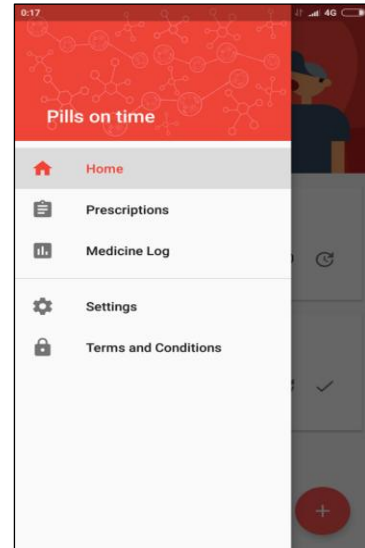 0:17
4G
Pills on time
Home
Prescriptions
Medicine Log
Settings
Terms and Conditions